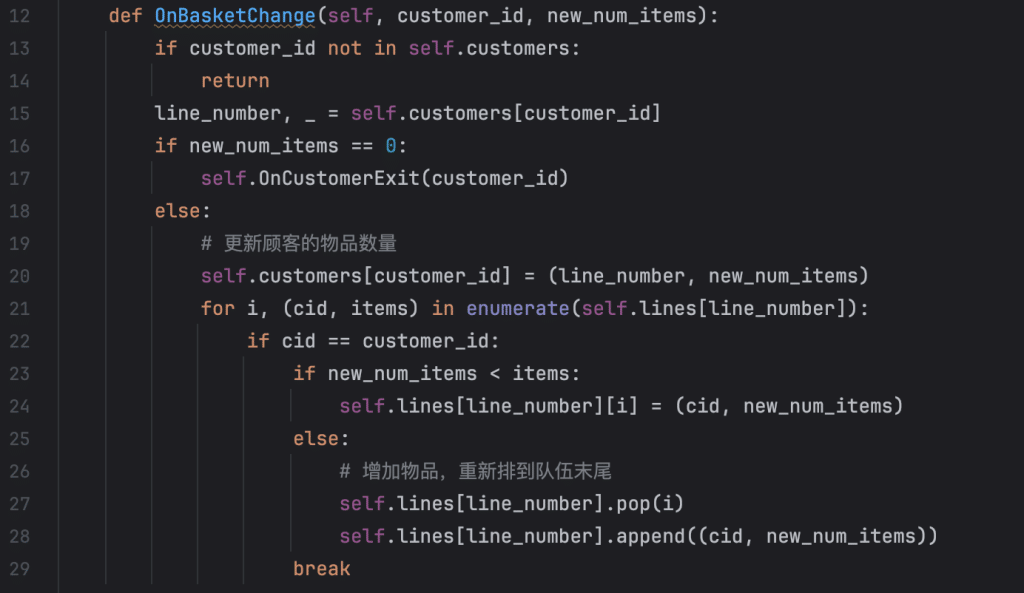 12 def OnBasketChange(self, customer_id, new_num_items):
13 if customer_id not in self.customers:
14 return
15 line_number, _ = self.customers[customer_id]
16 if new_num_items == 0:
17 self.OnCustomerExit(customer_id)
18 else:
19 # 更新顾客的物品数量
20 self.customers[customer_id] = (line_number, new_num_items)
21 for i, (cid, items) in enumerate(self.lines[line_number]):
22 if cid == customer_id:
23 if new_num_items < items:
24 self.lines[line_number][i] = (cid, new_num_items)
25 else:
26 # 增加物品，重新排到队伍末尾
27 self.lines[line_number].pop(i)
28 self.lines[line_number].append((cid, new_num_items))
29 break